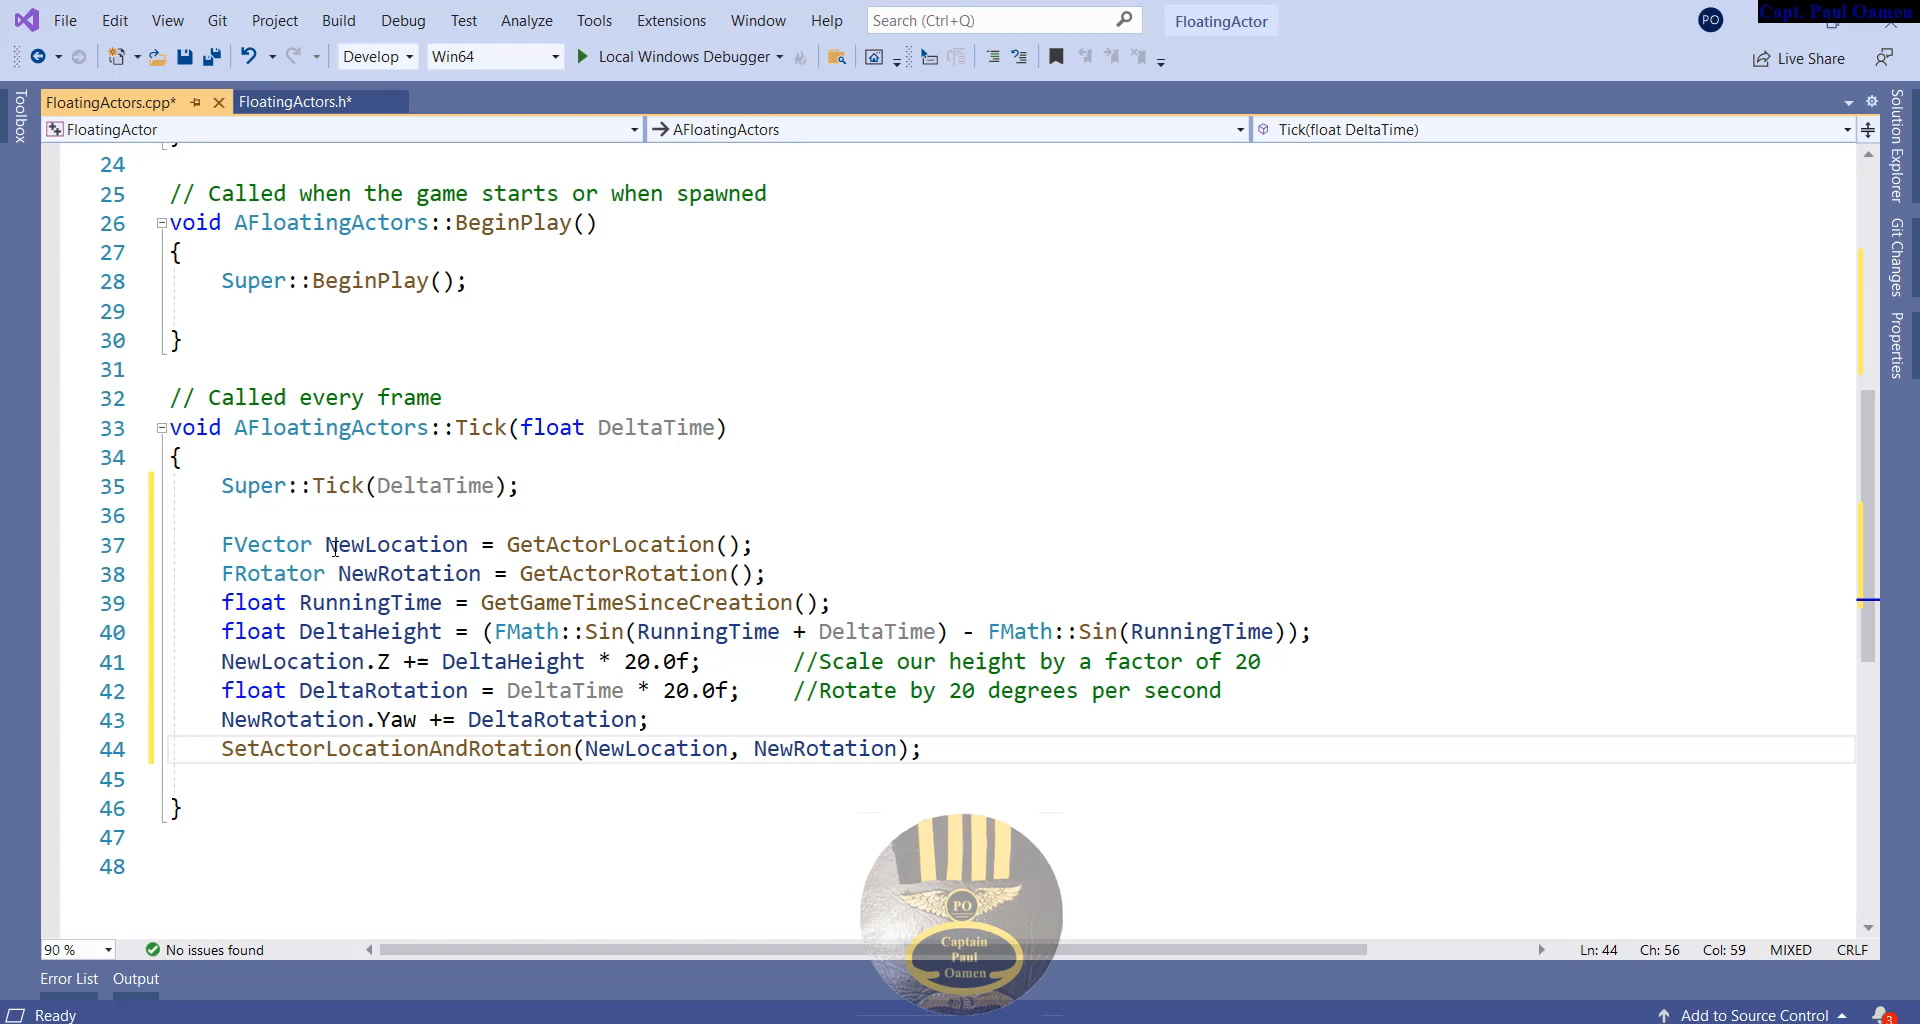 File Edit View Git Project Build Debug Test Analyze Tools Extensions Window Help Search (Ctrl+Q) FloatingActor PO Capt. Paul Oamen
Develop Win64 Local Windows Debugger Live Share
FloatingActors.cpp* FloatingActors.h*
FloatingActor AFloatingActors Tick(float DeltaTime)
Toolbox
Solution Explorer
Git Changes
Properties
24
25 // Called when the game starts or when spawned
26 void AFloatingActors::BeginPlay()
27 {
28 Super::BeginPlay();
29
30 }
31
32 // Called every frame
33 void AFloatingActors::Tick(float DeltaTime)
34 {
35 Super::Tick(DeltaTime);
36
37 FVector NewLocation = GetActorLocation();
38 FRotator NewRotation = GetActorRotation();
39 float RunningTime = GetGameTimeSinceCreation();
40 float DeltaHeight = (FMath::Sin(RunningTime + DeltaTime) - FMath::Sin(RunningTime));
41 NewLocation.Z += DeltaHeight * 20.0f; //Scale our height by a factor of 20
42 float DeltaRotation = DeltaTime * 20.0f; //Rotate by 20 degrees per second
43 NewRotation.Yaw += DeltaRotation;
44 SetActorLocationAndRotation(NewLocation, NewRotation);
45
46 }
47
48
PO
Captain
Paul
Oamen
90 % No issues found Ln: 44 Ch: 56 Col: 59 MIXED CRLF
Error List Output
Ready Add to Source Control 3